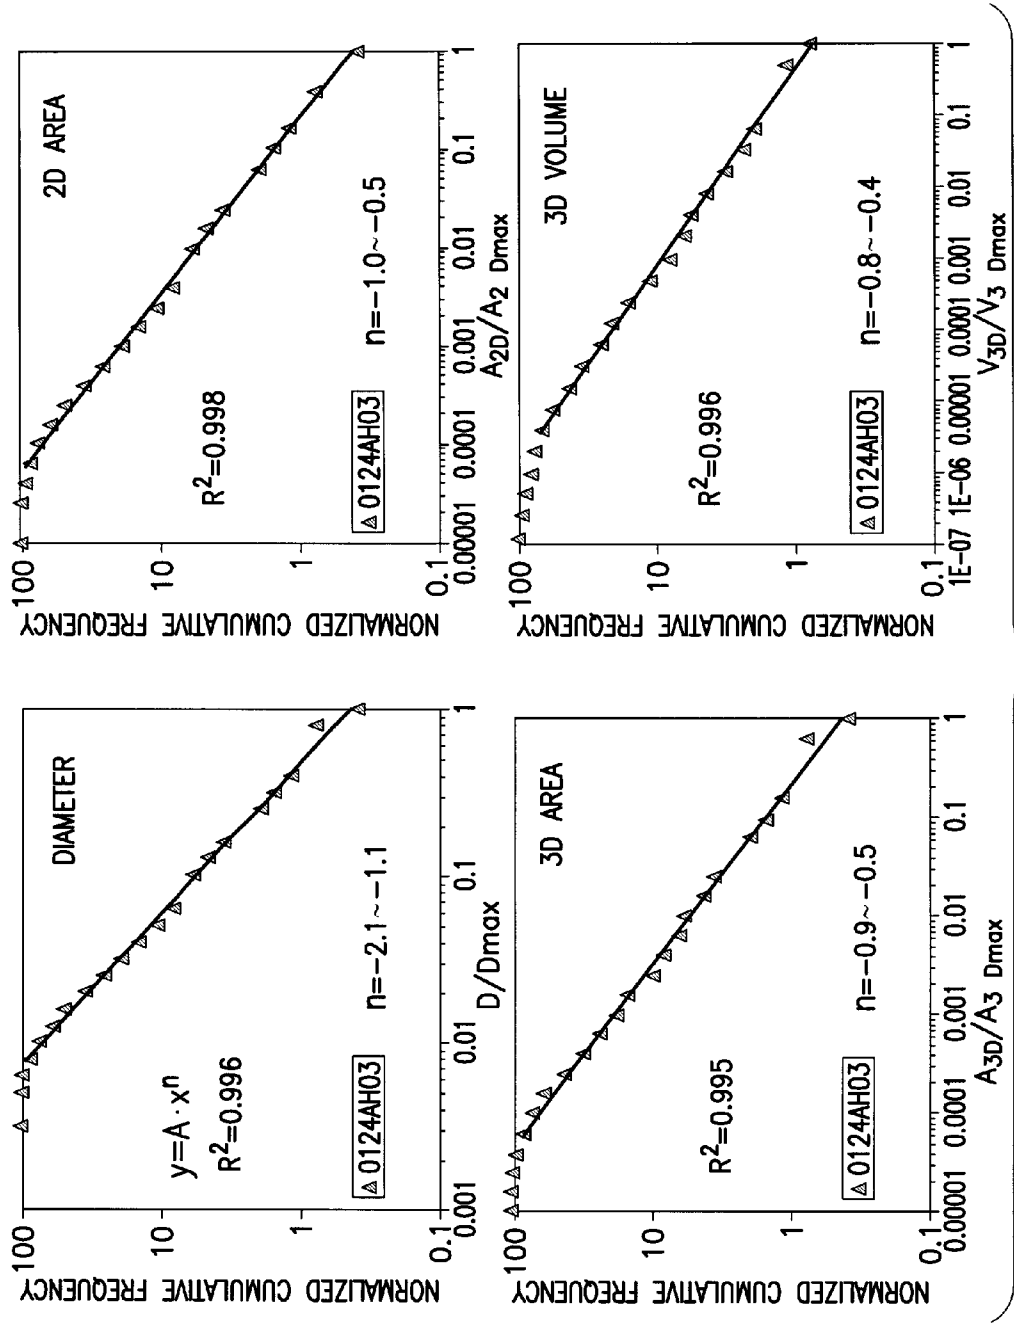 DIAMETER
NORMALIZED CUMULATIVE FREQUENCY
100
10
1
0.1
y=A·xⁿ
R²=0.996
n=-2.1~-1.1
0124AH03
0.001
0.01
0.1
1
D/Dmax
2D AREA
NORMALIZED CUMULATIVE FREQUENCY
100
10
1
0.1
R²=0.998
n=-1.0~-0.5
0124AH03
0.00001
0.0001
0.001
0.01
0.1
1
A2D/A2 Dmax
3D AREA
NORMALIZED CUMULATIVE FREQUENCY
100
10
1
0.1
R²=0.995
n=-0.9~-0.5
0124AH03
0.00001
0.0001
0.001
0.01
0.1
1
A3D/A3 Dmax
3D VOLUME
NORMALIZED CUMULATIVE FREQUENCY
100
10
1
0.1
R²=0.996
n=-0.8~-0.4
0124AH03
1E-07
1E-06
0.00001
0.0001
0.001
0.01
0.1
1
V3D/V3 Dmax